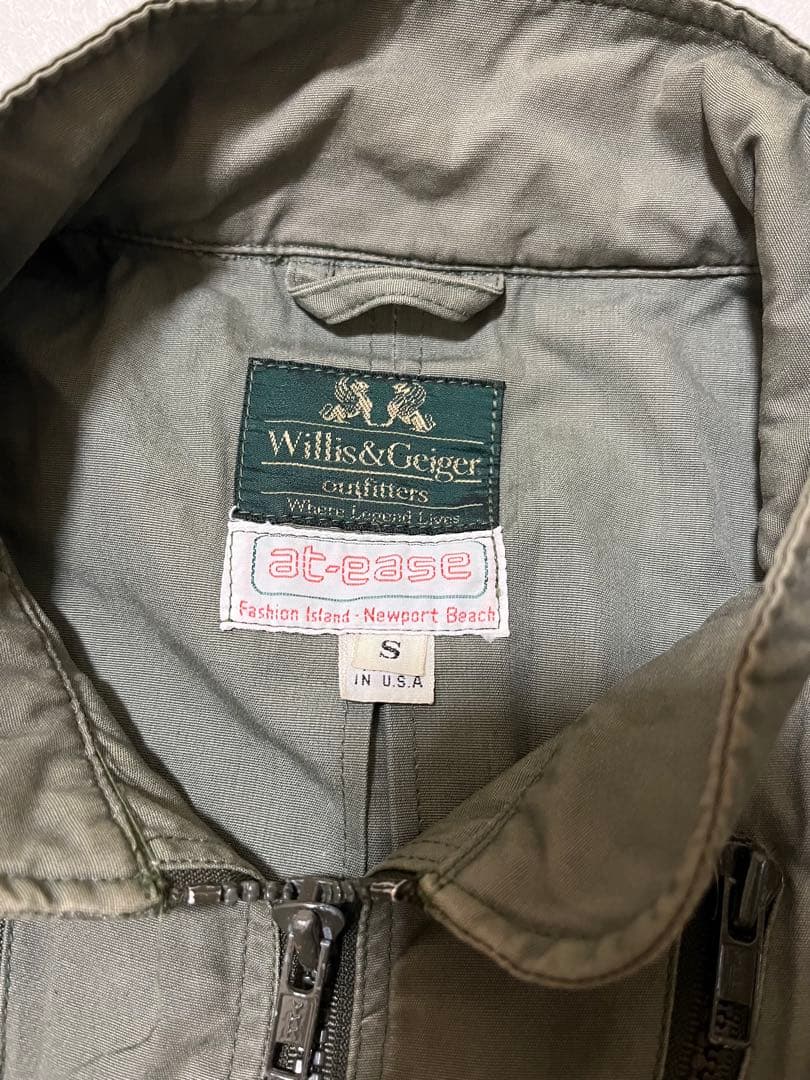 Willis&Geiger
outfitters
Where Legend Lives
at-ease
Fashion Island - Newport Beach
S
IN U.S.A